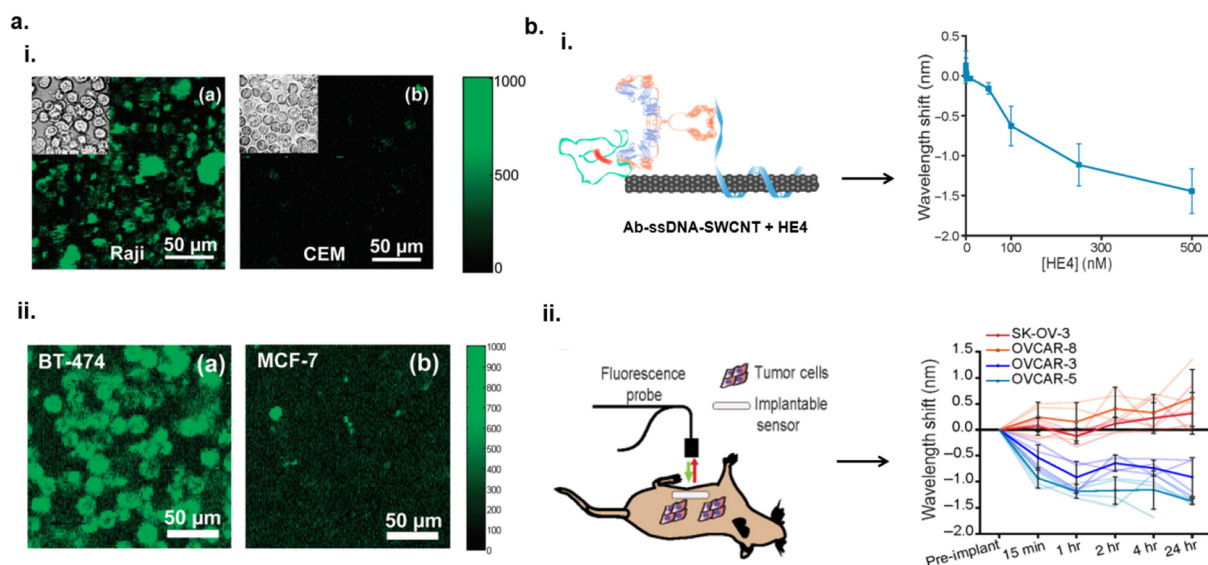 a.
i.
(a)
Raji
50 µm
(b)
CEM
50 µm
1000
500
0
ii.
BT-474
(a)
50 µm
MCF-7
(b)
50 µm
1000
900
800
700
600
500
400
300
200
100
0
b.
i.
Ab-ssDNA-SWCNT + HE4
Wavelength shift (nm)
0.5
0.0
−0.5
−1.0
−1.5
−2.0
0
100
300
500
[HE4] (nM)
ii.
Fluorescence
probe
Tumor cells
Implantable
sensor
Wavelength shift (nm)
SK-OV-3
OVCAR-8
OVCAR-3
OVCAR-5
1.5
1.0
0.5
0
−0.5
−1.0
−1.5
−2.0
Pre-implant
15 min
1 hr
2 hr
4 hr
24 hr